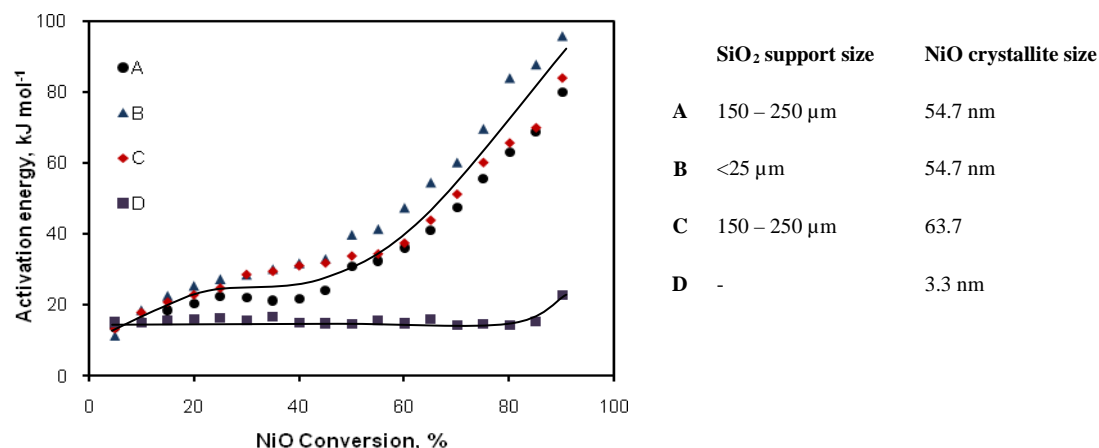 100
80
60
40
20
0
Activation energy, kJ mol⁻¹
A
B
C
D
0 20 40 60 80 100
NiO Conversion, %
SiO₂ support size NiO crystallite size
A 150 – 250 µm 54.7 nm
B <25 µm 54.7 nm
C 150 – 250 µm 63.7
D - 3.3 nm